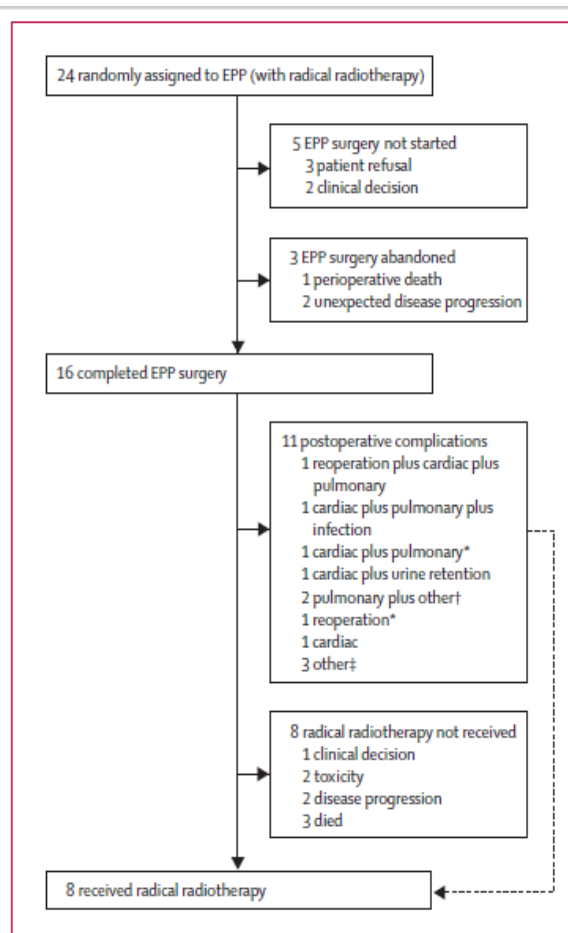 24 randomly assigned to EPP (with radical radiotherapy)
5 EPP surgery not started
3 patient refusal
2 clinical decision
3 EPP surgery abandoned
1 perioperative death
2 unexpected disease progression
16 completed EPP surgery
11 postoperative complications
1 reoperation plus cardiac plus
pulmonary
1 cardiac plus pulmonary plus
infection
1 cardiac plus pulmonary*
1 cardiac plus urine retention
2 pulmonary plus other†
1 reoperation*
1 cardiac
3 other‡
8 radical radiotherapy not received
1 clinical decision
2 toxicity
2 disease progression
3 died
8 received radical radiotherapy